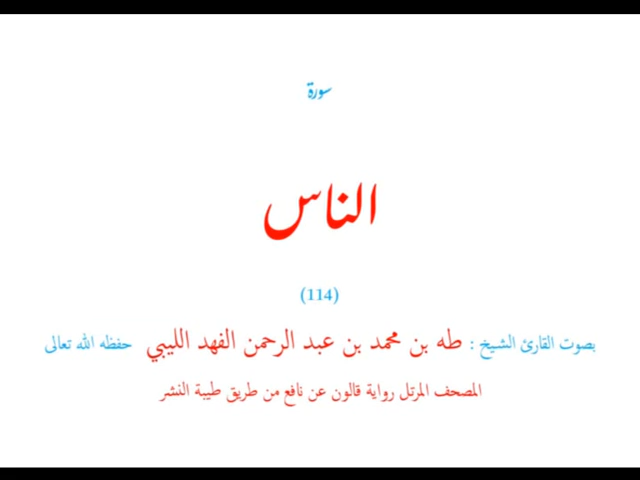 سورة
الناس
(114)
بصوت القارئ الشيخ : طه بن محمد بن عبد الرحمن الفهد الليبي حفظه الله تعالى
المصحف المرتل رواية قالون عن نافع من طريق طيبة النشر